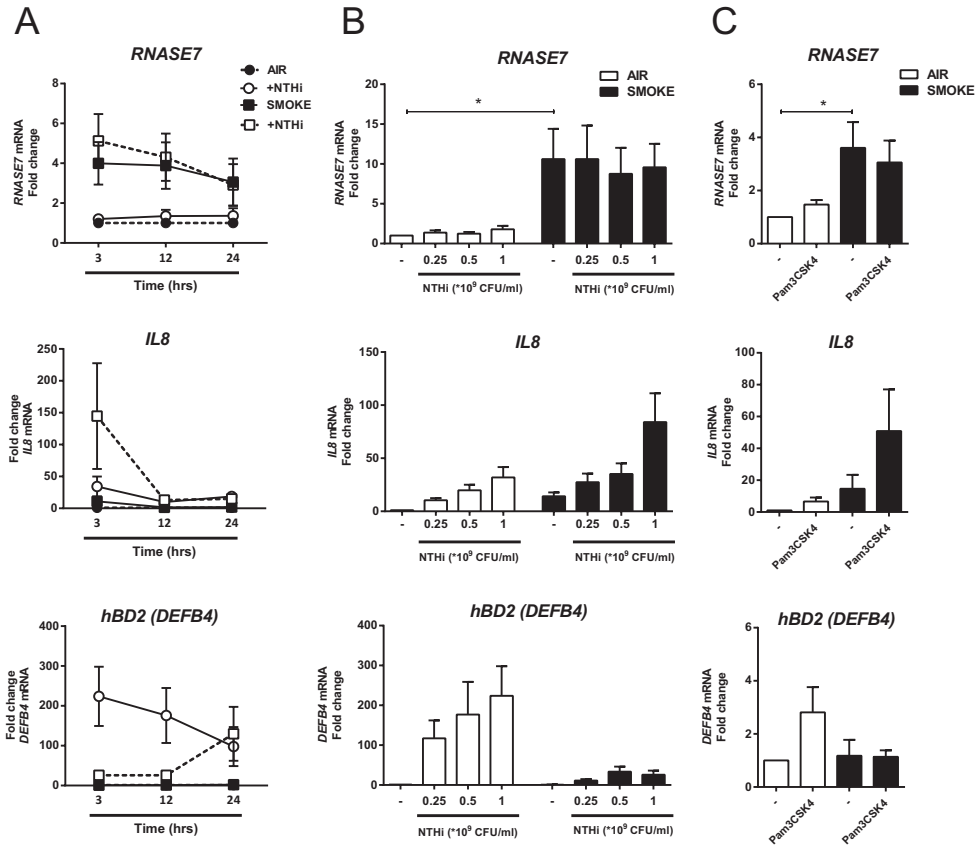 A
RNASE7
AIR
+NTHi
SMOKE
+NTHi
RNASE7 mRNA
Fold change
8
6
4
2
0
3 12 24
Time (hrs)
IL8
Fold change
IL8 mRNA
250
200
150
100
50
0
3 12 24
Time (hrs)
hBD2 (DEFB4)
Fold change
DEFB4 mRNA
400
300
200
100
0
3 12 24
Time (hrs)
B
RNASE7
AIR
SMOKE
*
RNASE7 mRNA
Fold change
20
15
10
5
0
- 0.25 0.5 1 - 0.25 0.5 1
NTHi (*10⁹ CFU/ml) NTHi (*10⁹ CFU/ml)
IL8
IL8 mRNA
Fold change
150
100
50
0
- 0.25 0.5 1 - 0.25 0.5 1
NTHi (*10⁹ CFU/ml) NTHi (*10⁹ CFU/ml)
hBD2 (DEFB4)
DEFB4 mRNA
Fold change
400
300
200
100
0
- 0.25 0.5 1 - 0.25 0.5 1
NTHi (*10⁹ CFU/ml) NTHi (*10⁹ CFU/ml)
C
RNASE7
AIR
SMOKE
*
RNASE7 mRNA
Fold change
6
4
2
0
- Pam3CSK4 - Pam3CSK4
IL8
IL8 mRNA
Fold change
100
80
60
40
20
0
- Pam3CSK4 - Pam3CSK4
hBD2 (DEFB4)
DEFB4 mRNA
Fold change
6
4
2
0
- Pam3CSK4 - Pam3CSK4